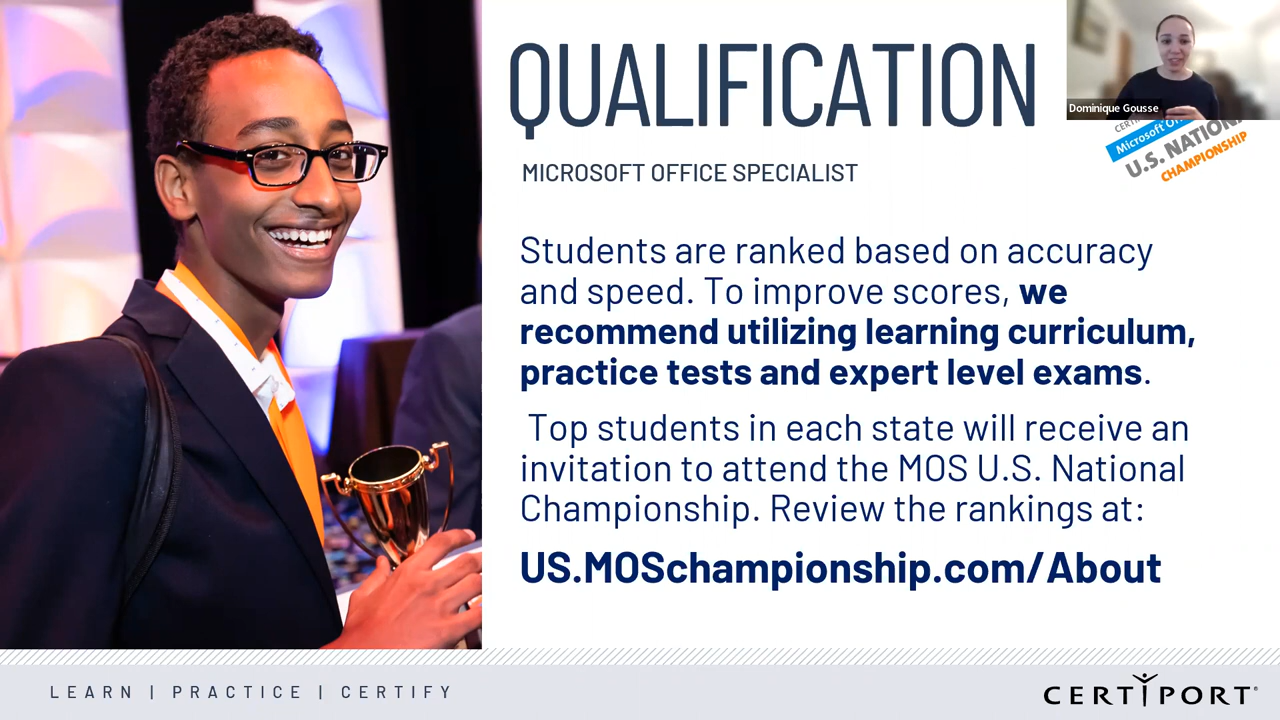 QUALIFICATION
Dominique Gousse
Microsoft
U.S.
CHAMPIONSHIP
MICROSOFT OFFICE SPECIALIST
Students are ranked based on accuracy
and speed. To improve scores, we
recommend utilizing learning curriculum,
practice tests and expert level exams.
Top students in each state will receive an
invitation to attend the MOS U.S. National
Championship. Review the rankings at:
US.MOSchampionship.com/About
LEARN | PRACTICE | CERTIFY
CERTIPORT®